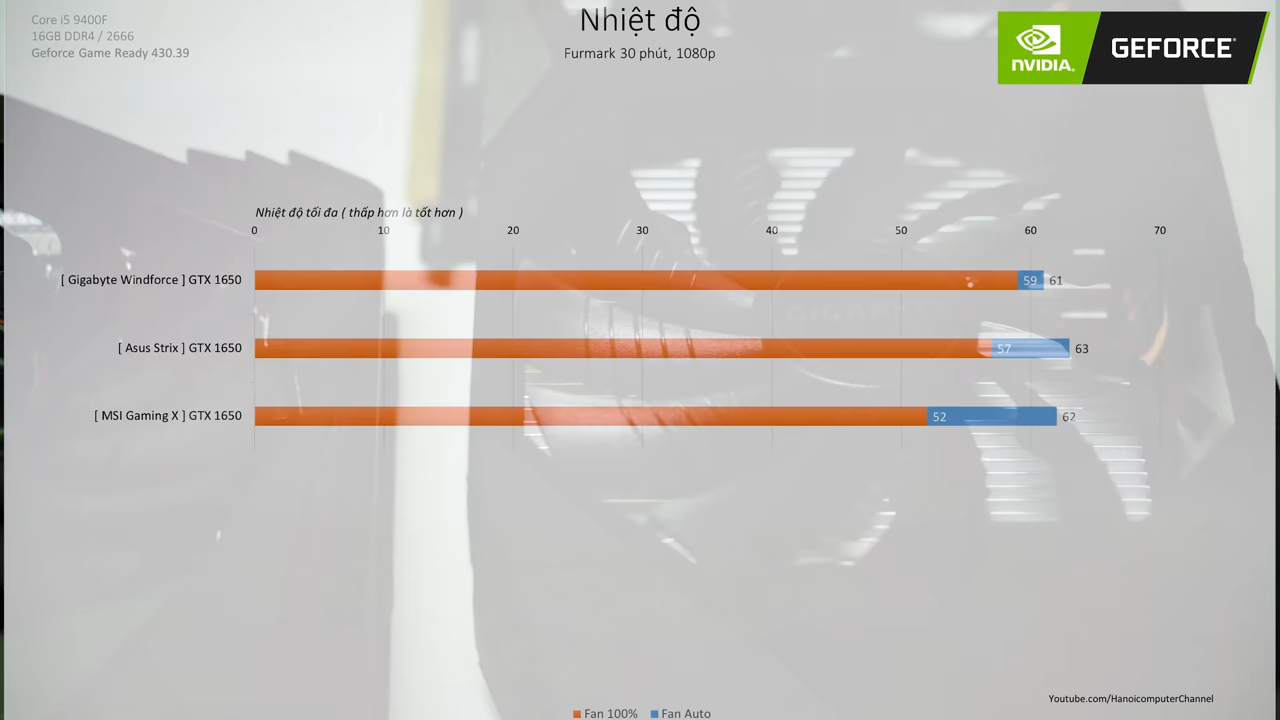 Core i5 9400F
16GB DDR4 / 2666
Geforce Game Ready 430.39
Nhiệt độ
Furmark 30 phút, 1080p
NVIDIA.
GEFORCE
Nhiệt độ tối đa ( thấp hơn là tốt hơn )
0 10 20 30 40 50 60 70
[ Gigabyte Windforce ] GTX 1650 59 61
[ Asus Strix ] GTX 1650 57 63
[ MSI Gaming X ] GTX 1650 52 62
Youtube.com/HanoicomputerChannel
Fan 100% Fan Auto